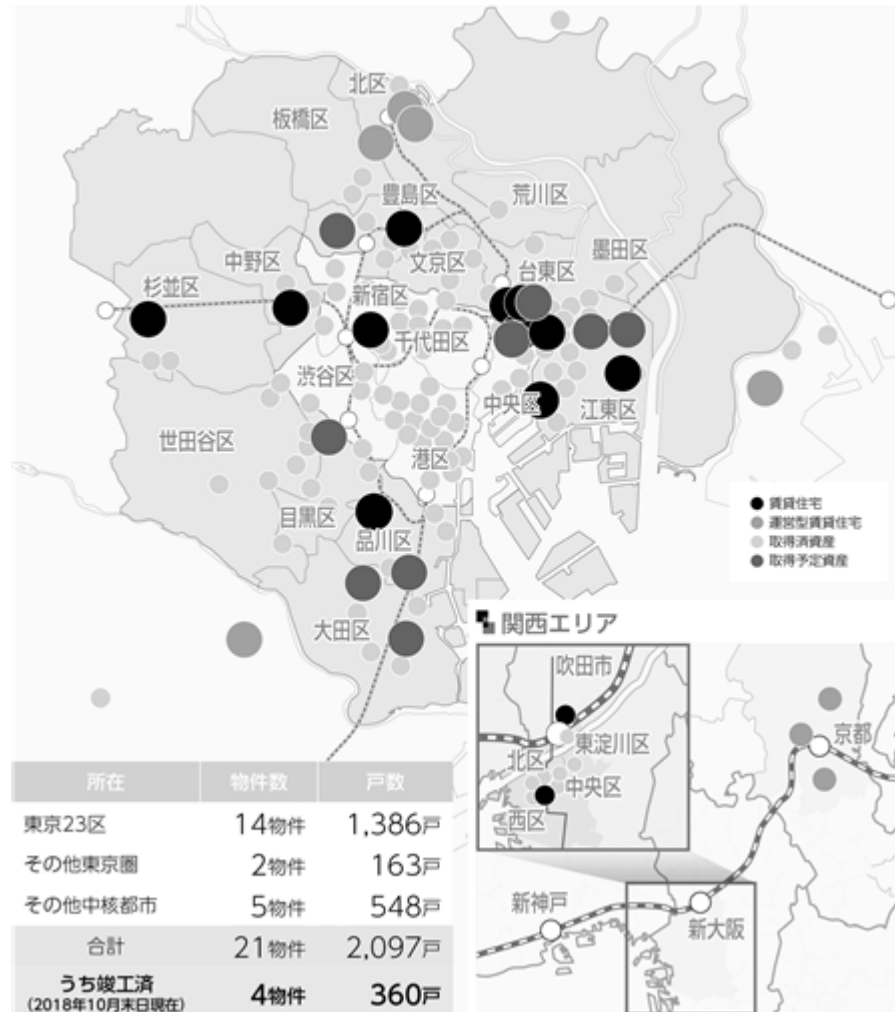 北区
板橋区
豊島区
荒川区
墨田区
中野区
文京区
台東区
杉並区
新宿区
千代田区
渋谷区
中央区
江東区
世田谷区
港区
目黒区
品川区
大田区
賃貸住宅
運営型賃貸住宅
取得済資産
取得予定資産
関西エリア
吹田市
東淀川区
北区
中央区
西区
京都
新神戸
新大阪
所在 物件数 戸数
東京23区 14物件 1,386戸
その他東京圏 2物件 163戸
その他中核都市 5物件 548戸
合計 21物件 2,097戸
うち竣工済 4物件 360戸
(2018年10月末日現在)